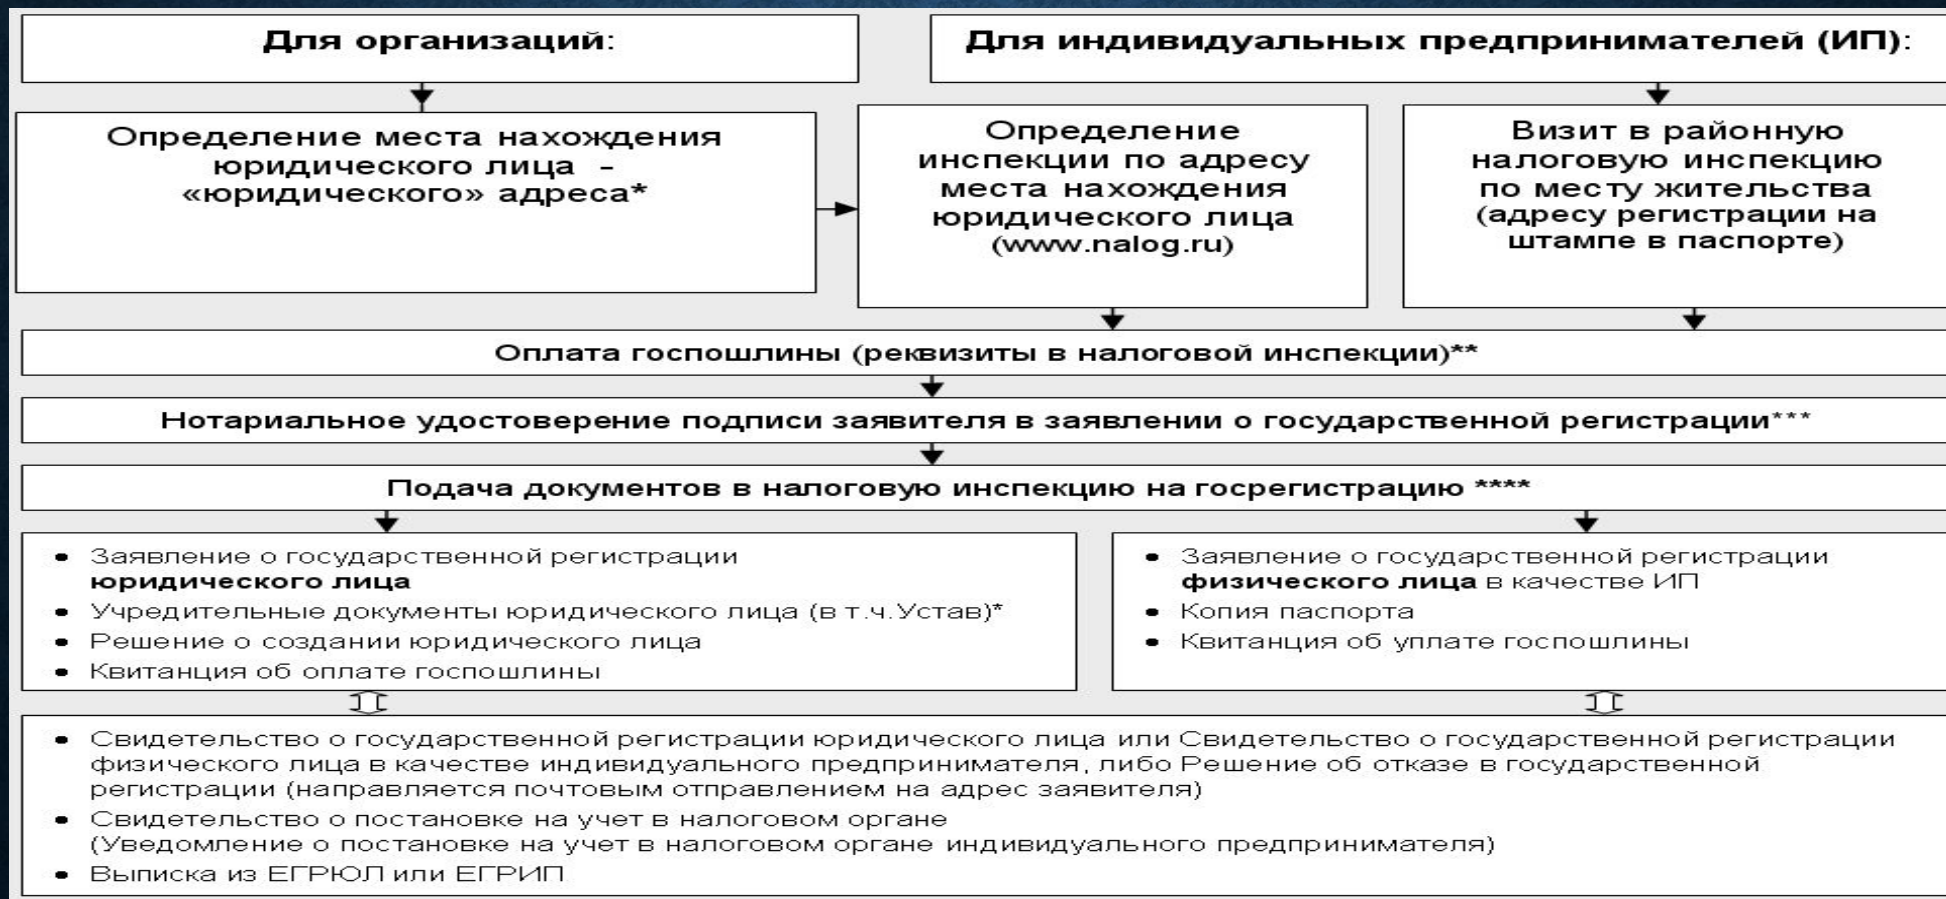 Для организаций:
Для индивидуальных предпринимателей (ИП):
Определение места нахождения
юридического лица -
«юридического» адреса*
Определение
инспекции по адресу
места нахождения
юридического лица
(www.nalog.ru)
Визит в районную
налоговую инспекцию
по месту жительства
(адресу регистрации на
штампе в паспорте)
Оплата госпошлины (реквизиты в налоговой инспекции)**
Нотариальное удостоверение подписи заявителя в заявлении о государственной регистрации***
Подача документов в налоговую инспекцию на госрегистрацию ****
• Заявление о государственной регистрации
юридического лица
• Учредительные документы юридического лица (в т.ч.Устав)*
• Решение о создании юридического лица
• Квитанция об оплате госпошлины
• Заявление о государственной регистрации
физического лица в качестве ИП
• Копия паспорта
• Квитанция об уплате госпошлины
• Свидетельство о государственной регистрации юридического лица или Свидетельство о государственной регистрации
физического лица в качестве индивидуального предпринимателя, либо Решение об отказе в государственной
регистрации (направляется почтовым отправлением на адрес заявителя)
• Свидетельство о постановке на учет в налоговом органе
(Уведомление о постановке на учет в налоговом органе индивидуального предпринимателя)
• Выписка из ЕГРЮЛ или ЕГРИП